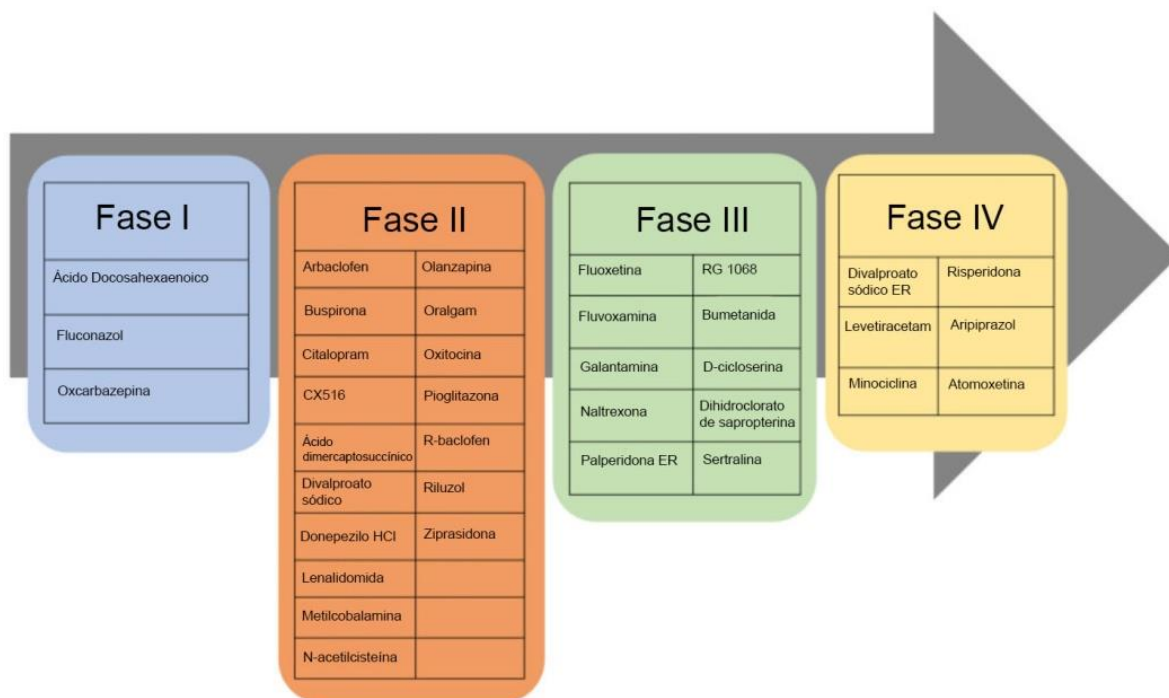 Fase I
Ácido Docosahexaenoico
Fluconazol
Oxcarbazepina
Fase II
Arbaclofen
Olanzapina
Buspirona
Oralgam
Citalopram
Oxitocina
CX516
Pioglitazona
Ácido
dimercaptosuccínico
R-baclofen
Divalproato
sódico
Riluzol
Donepezilo HCl
Ziprasidona
Lenalidomida
Metilcobalamina
N-acetilcisteína
Fase III
Fluoxetina
RG 1068
Fluvoxamina
Bumetanida
Galantamina
D-cicloserina
Naltrexona
Dihidroclorato
de sapropterina
Palperidona ER
Sertralina
Fase IV
Divalproato
sódico ER
Risperidona
Levetiracetam
Aripiprazol
Minociclina
Atomoxetina